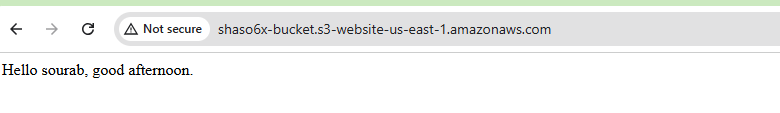 Not secure shaso6x-bucket.s3-website-us-east-1.amazonaws.com
Hello sourab, good afternoon.